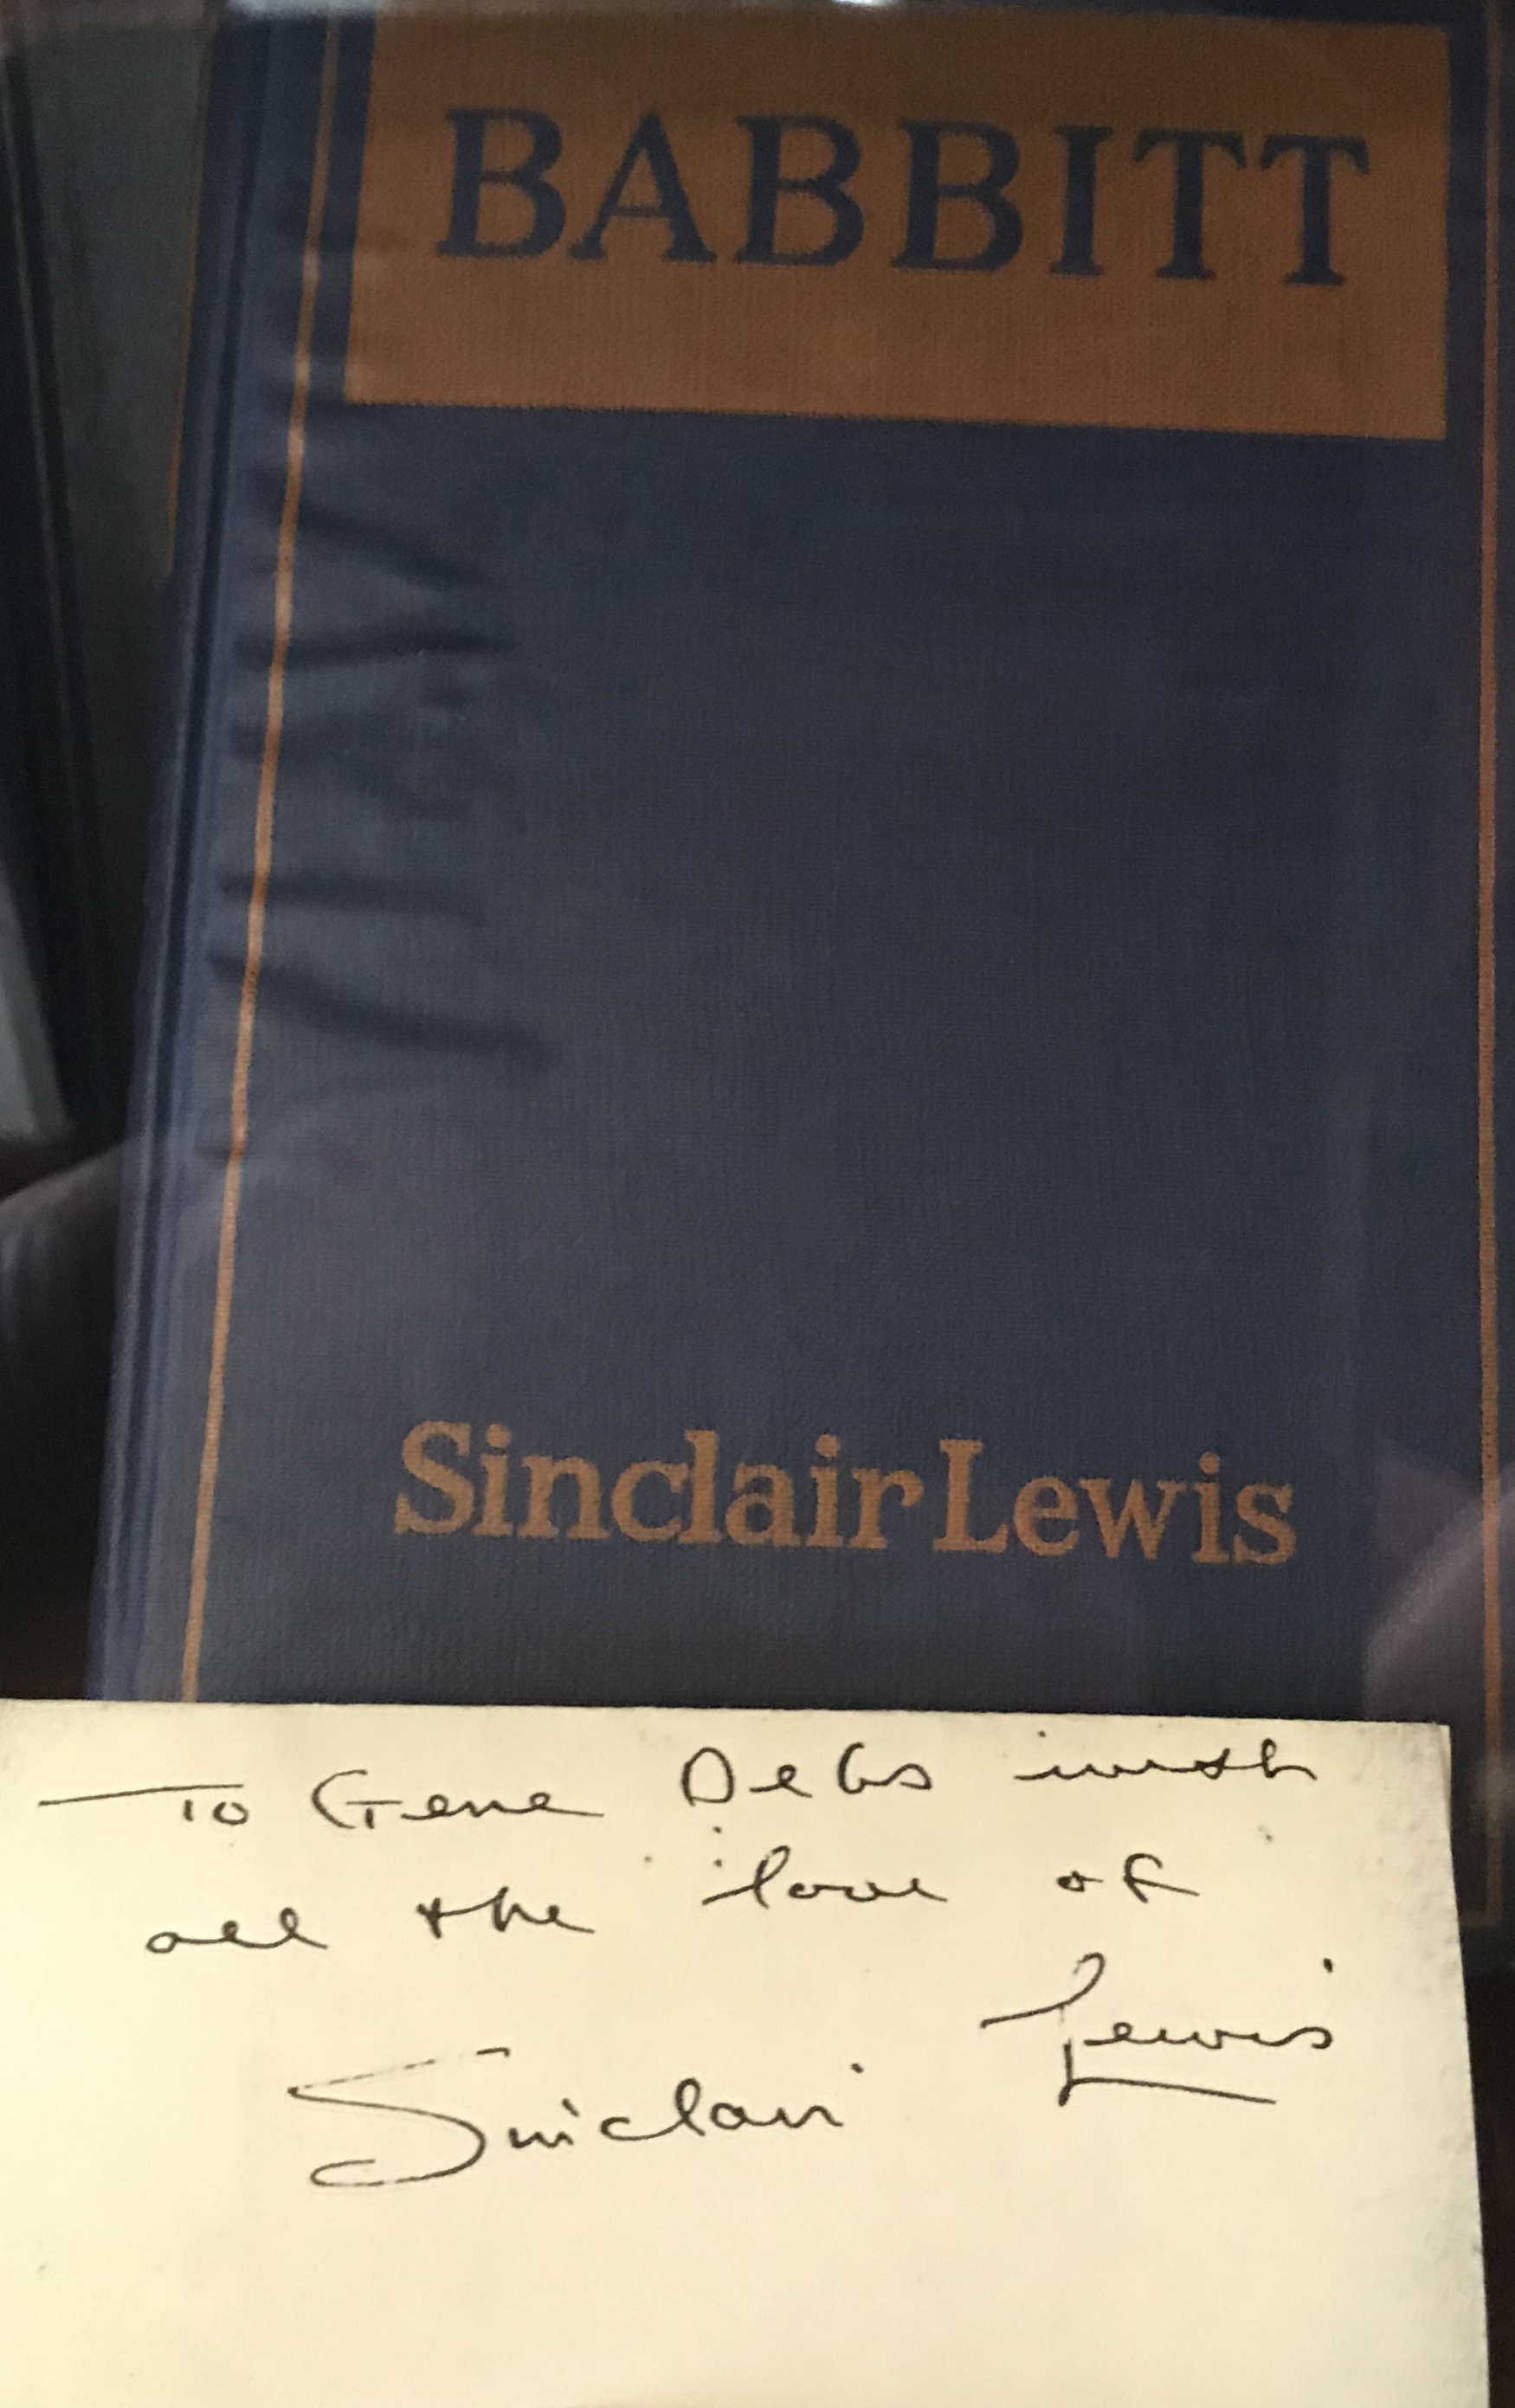 BABBITT
Sinclair Lewis
To Gene Debs with
all the love of
Sinclair Lewis